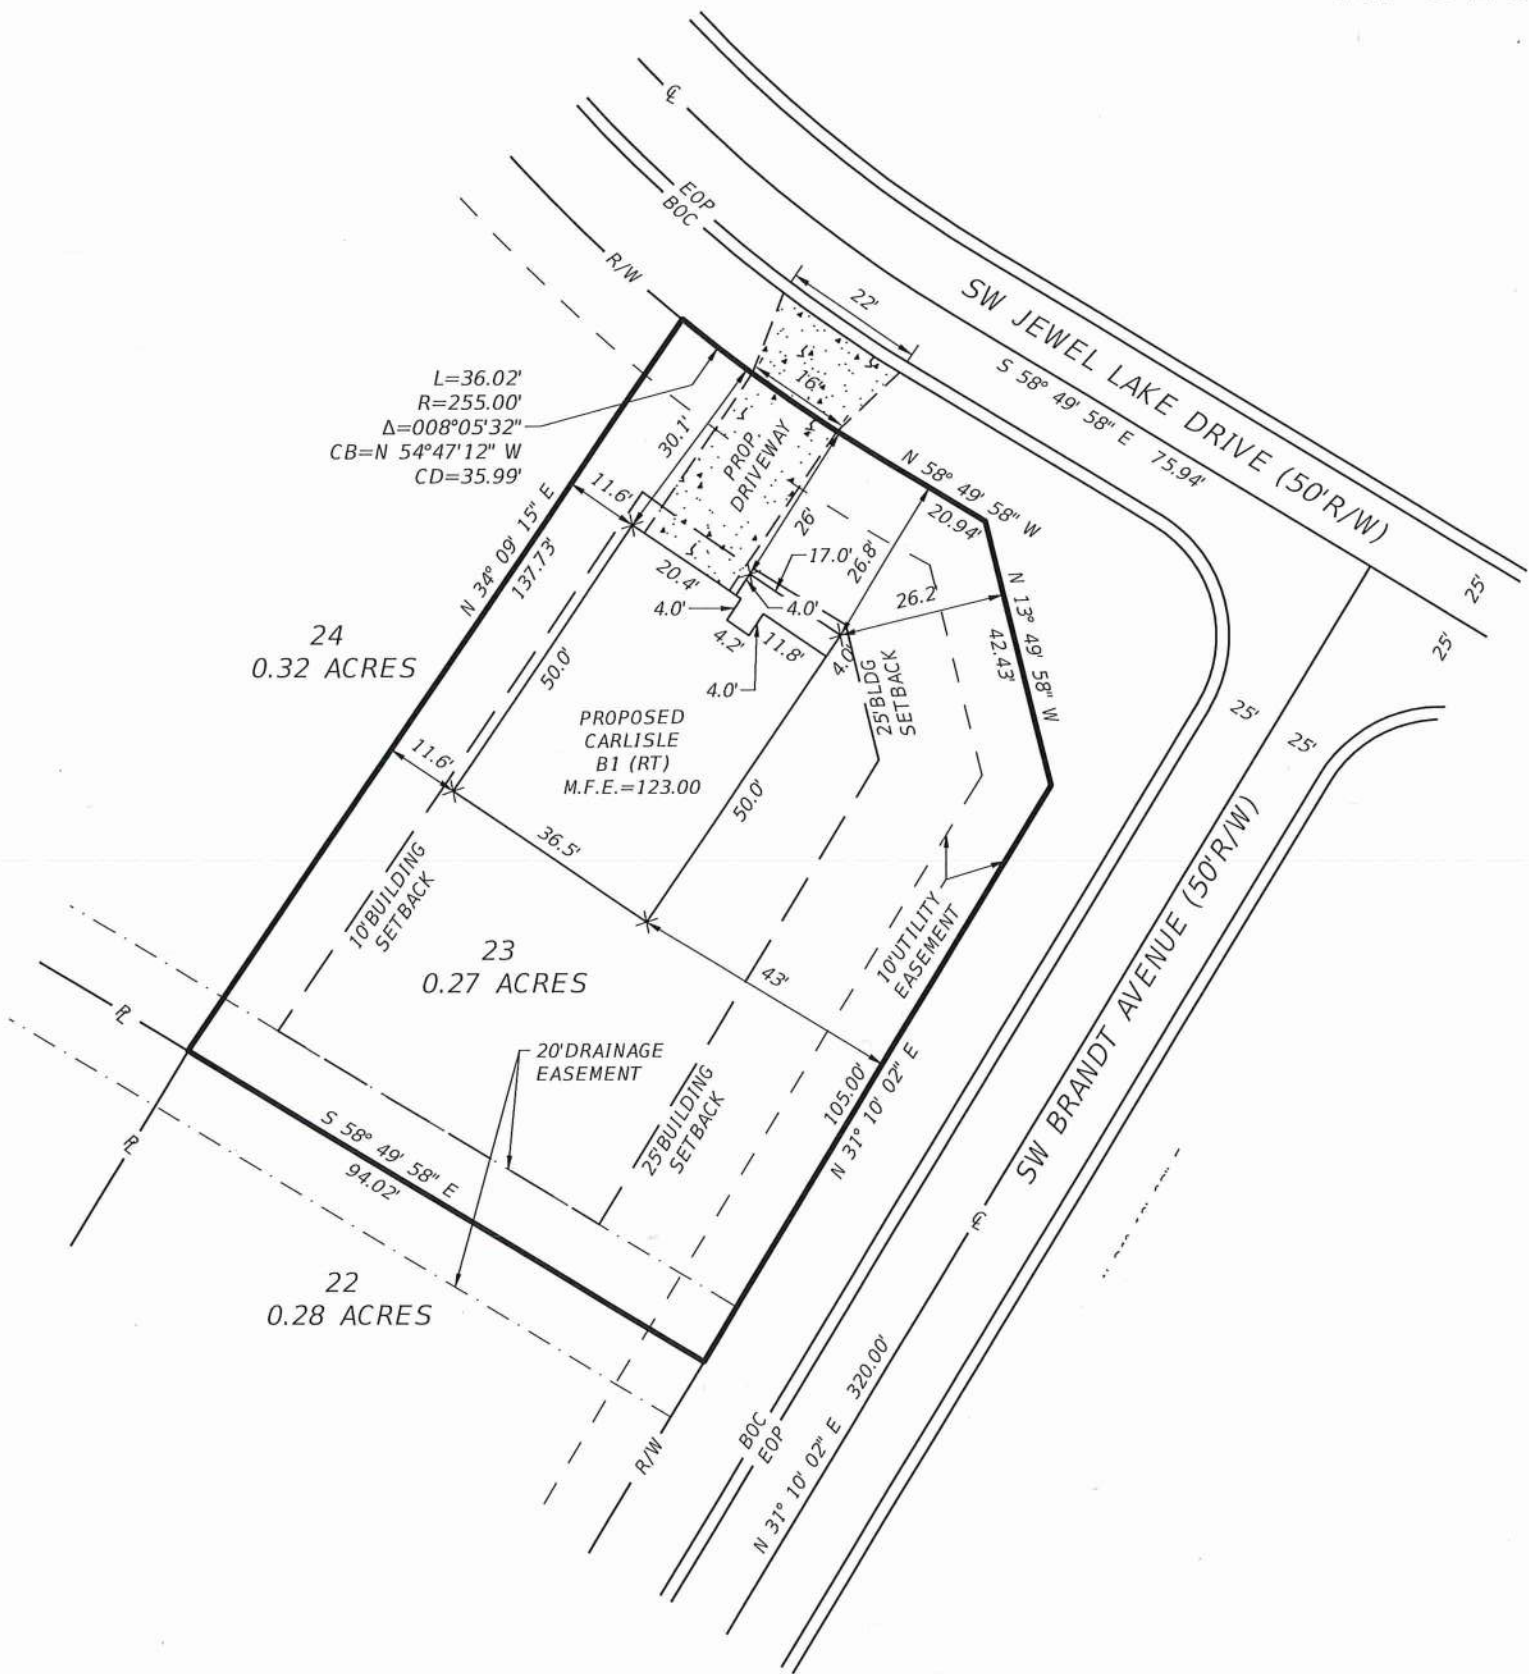 ℄
EOP
BOC
R/W
22'
SW JEWEL LAKE DRIVE (50'R/W)
S 58° 49' 58" E 75.94'
L=36.02'
R=255.00'
Δ=008°05'32"
CB=N 54°47'12" W
CD=35.99'
16'
30.1'
PROP
DRIVEWAY
N 58° 49' 58" W
20.94'
11.6'
26'
26.8'
17.0'
20.4'
4.0'
4.0'
4.2'
11.8'
4.0'
4.0'
26.2'
N 13° 49' 58" W
42.43'
25'
25'
N 34° 09' 15" E
137.73'
24
0.32 ACRES
50.0'
25'BLDG
SETBACK
PROPOSED
CARLISLE
B1 (RT)
M.F.E.=123.00
25'
25'
11.6'
50.0'
36.5'
10'BUILDING
SETBACK
23
0.27 ACRES
43'
10'UTILITY
EASEMENT
SW BRANDT AVENUE (50'R/W)
PL
20'DRAINAGE
EASEMENT
25'BUILDING
SETBACK
105.00'
N 31° 10' 02" E
PL
S 58° 49' 58" E
94.02'
℄
22
0.28 ACRES
R/W
BOC
EOP
N 31° 10' 02" E 320.00'